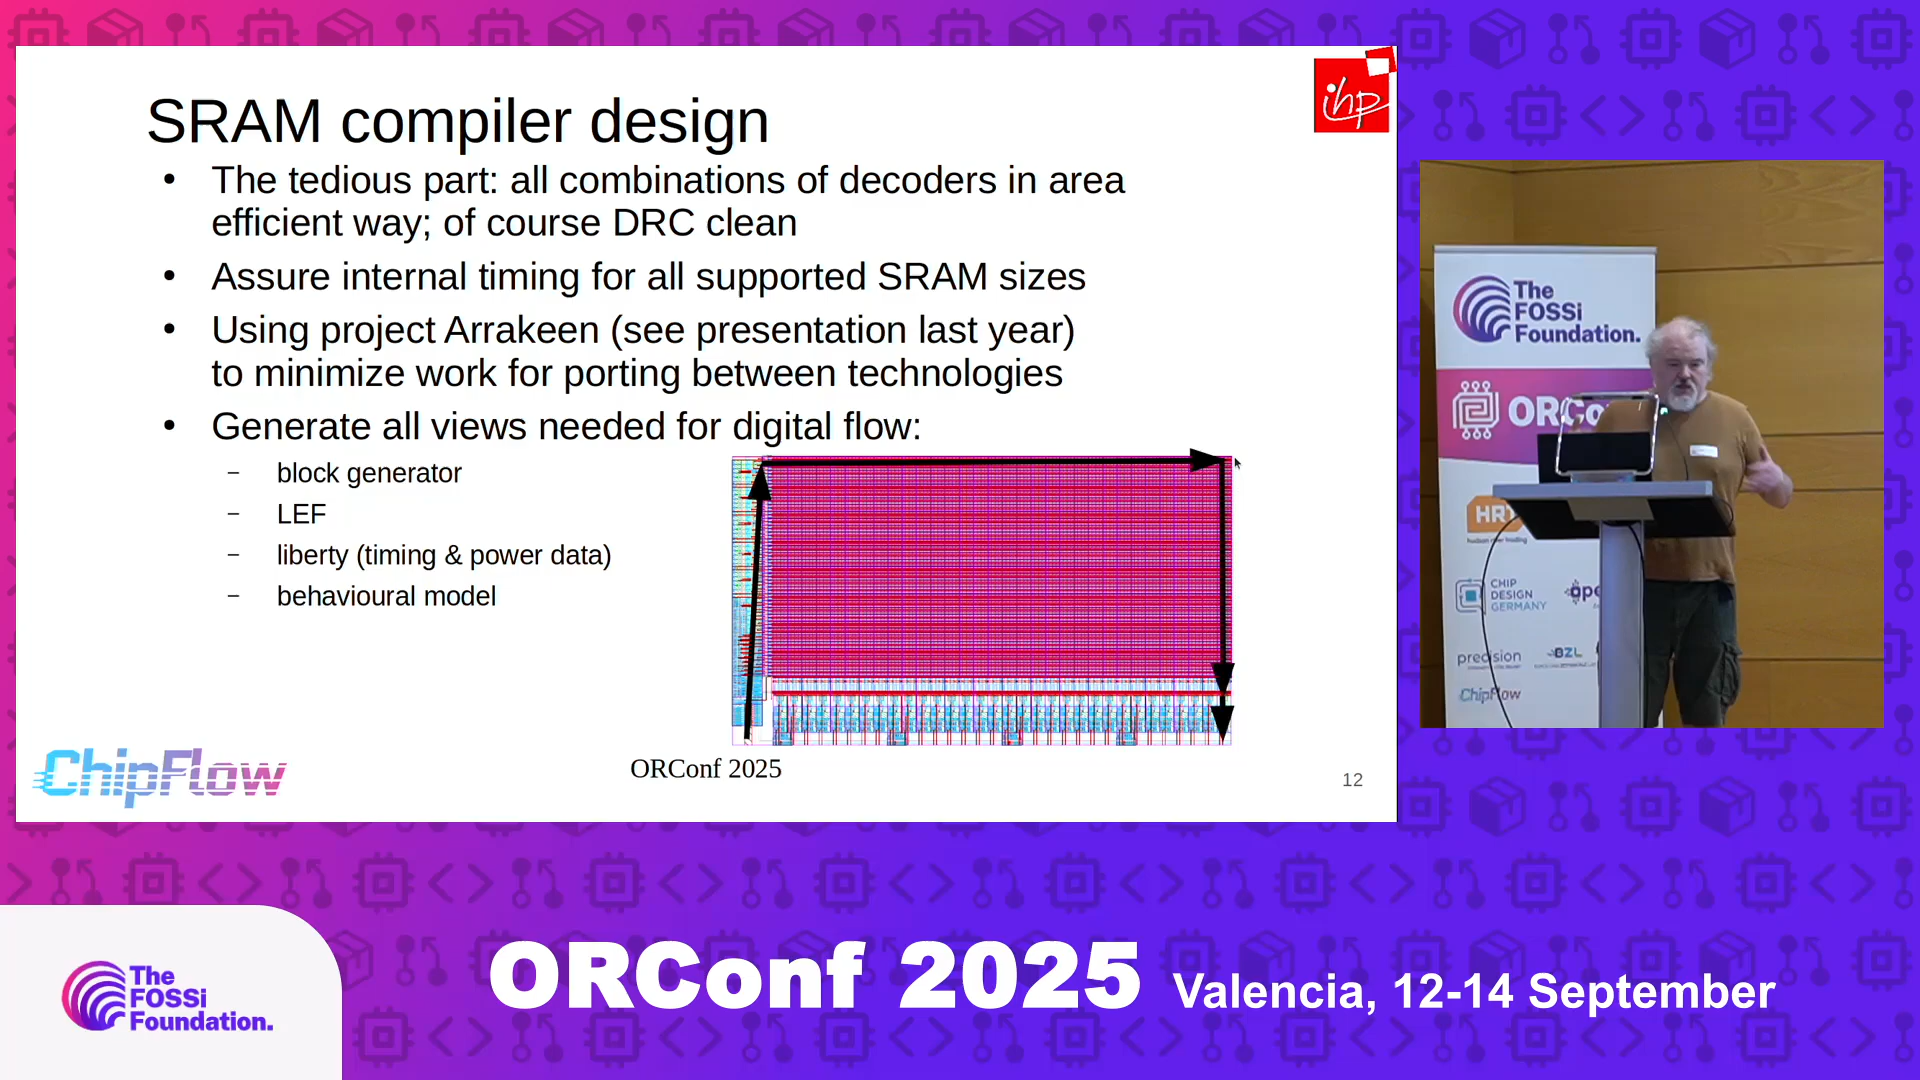 SRAM compiler design
ihp
• The tedious part: all combinations of decoders in area
efficient way; of course DRC clean
• Assure internal timing for all supported SRAM sizes
• Using project Arrakeen (see presentation last year)
to minimize work for porting between technologies
• Generate all views needed for digital flow:
– block generator
– LEF
– liberty (timing & power data)
– behavioural model
ChipFlow
ORConf 2025
12
The
FOSSi
Foundation.
ORCo
HRT
CHIP
DESIGN
GERMANY
ape
precision
BZL
ChipFlow
The
FOSSi
Foundation.
ORConf 2025 Valencia, 12-14 September